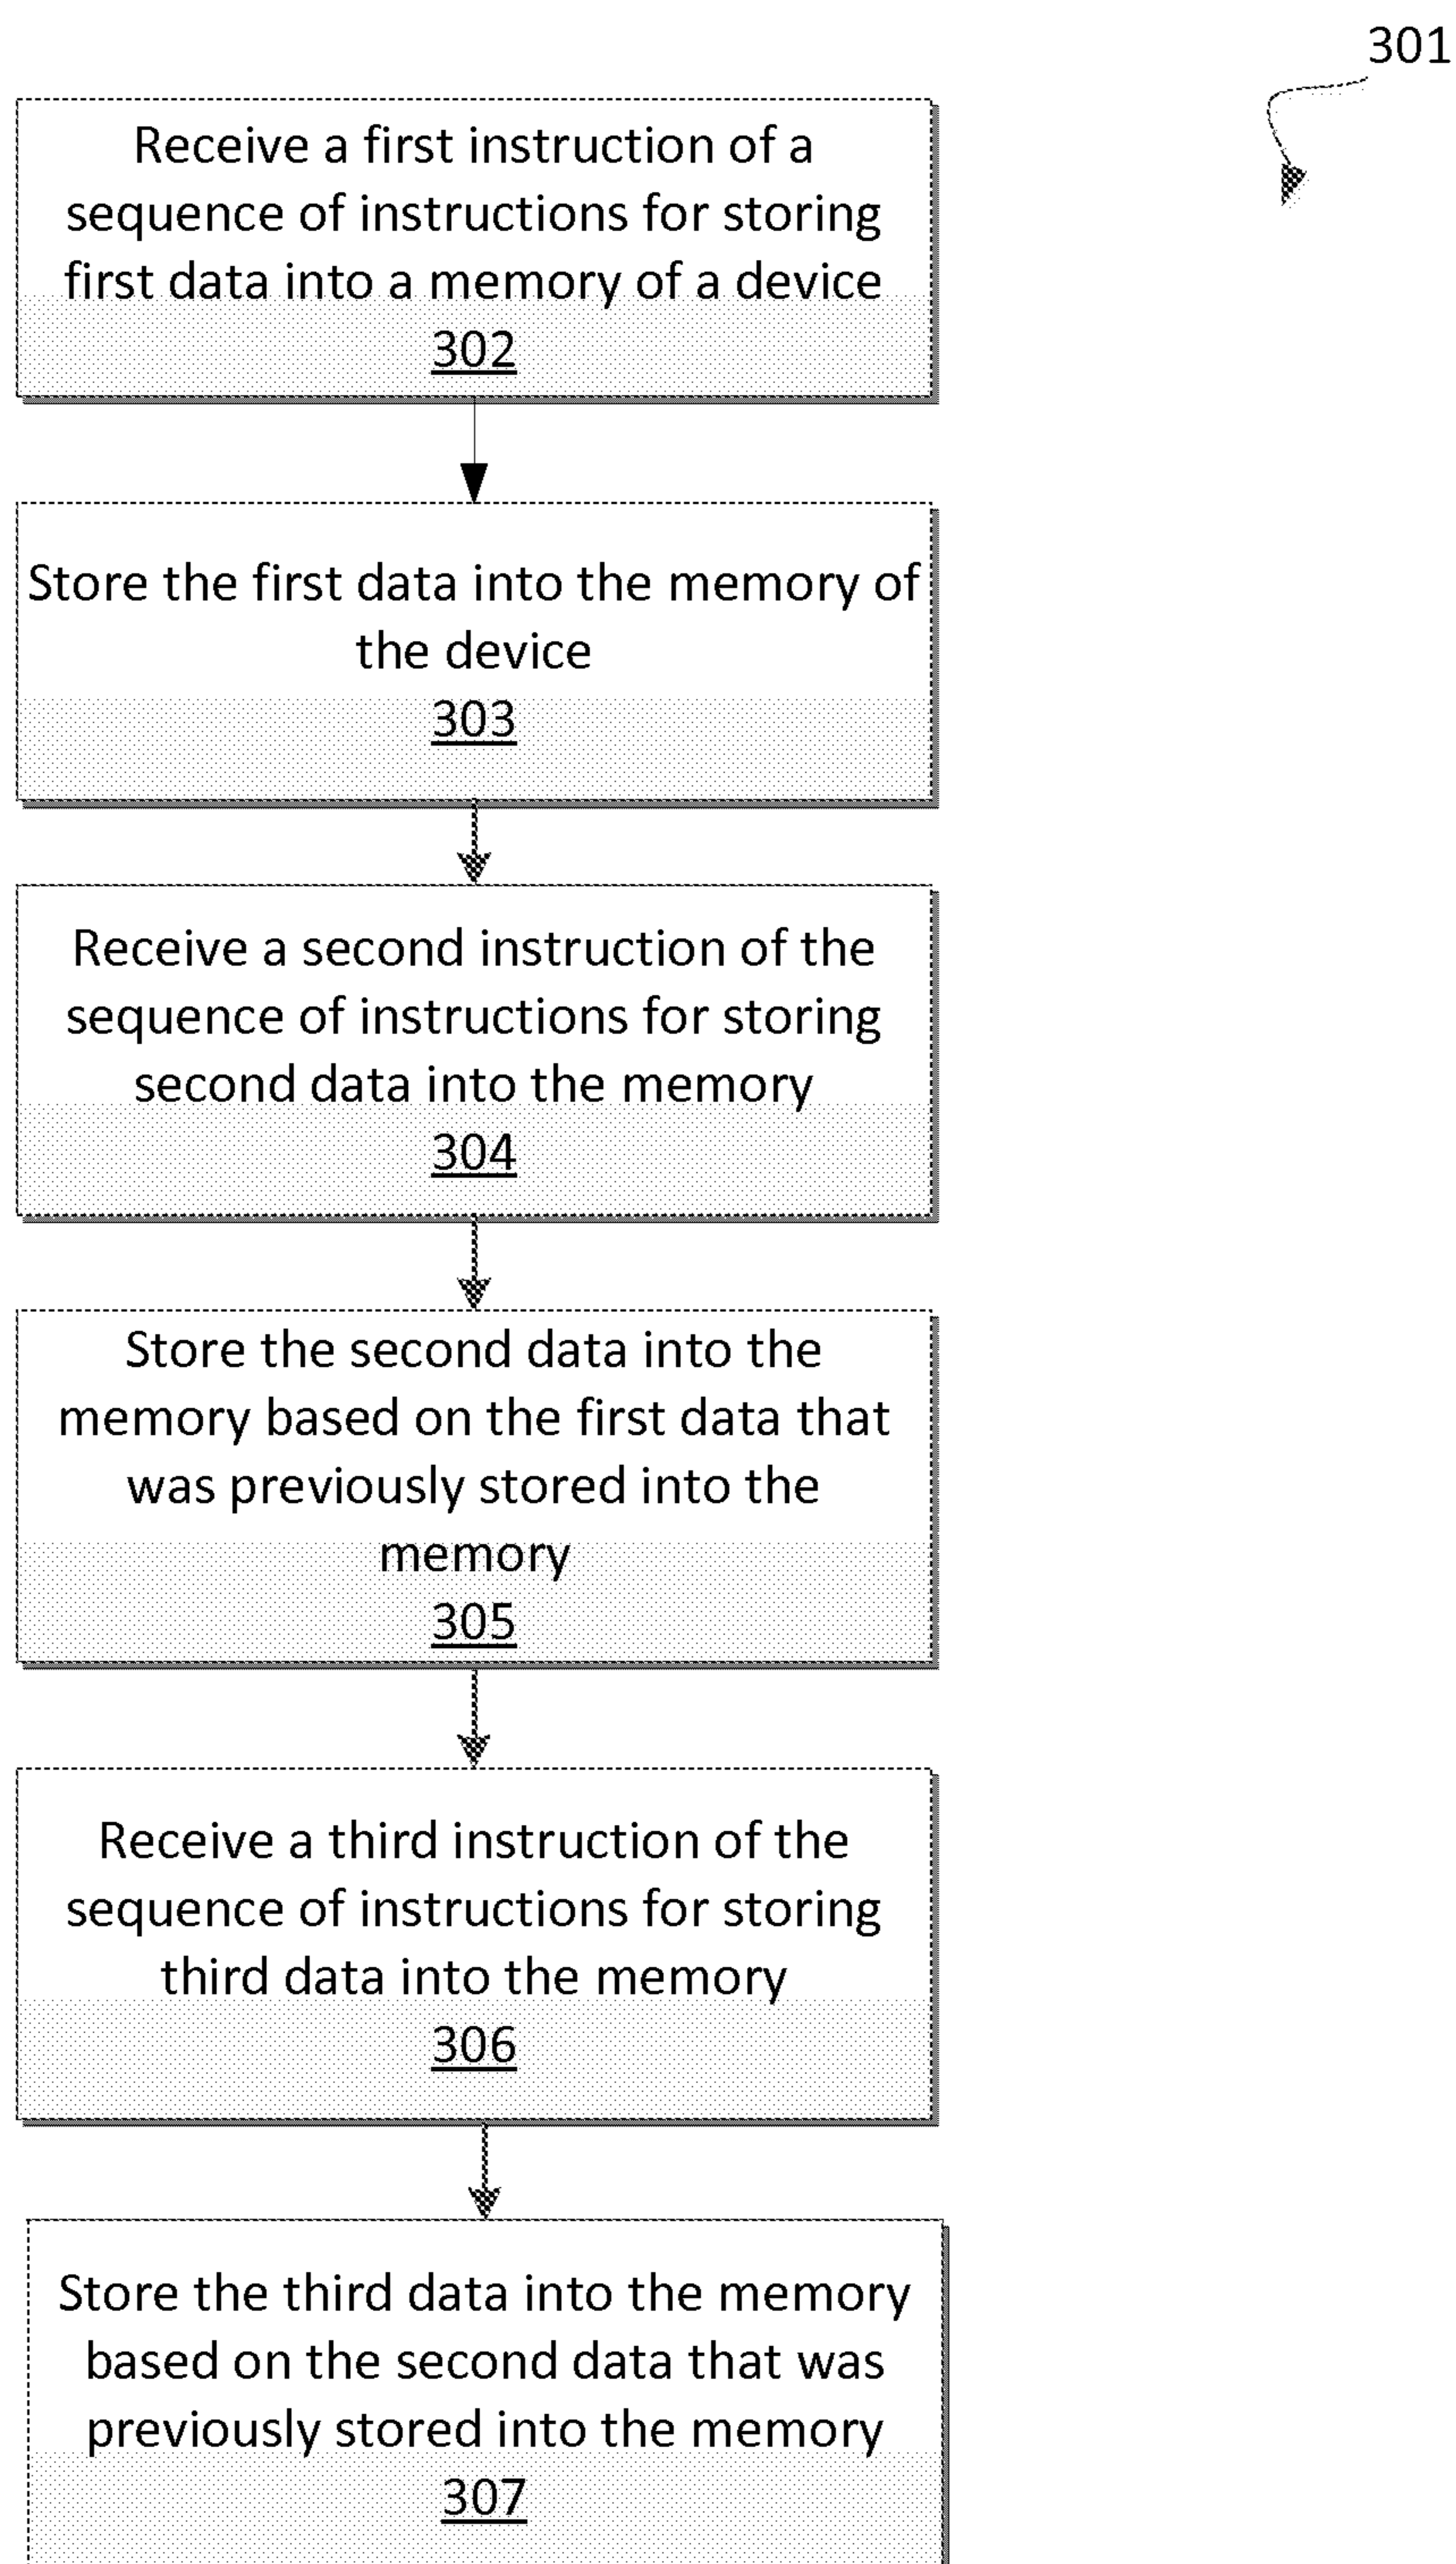 301
Receive a first instruction of a
sequence of instructions for storing
first data into a memory of a device
302
Store the first data into the memory of
the device
303
Receive a second instruction of the
sequence of instructions for storing
second data into the memory
304
Store the second data into the
memory based on the first data that
was previously stored into the
memory
305
Receive a third instruction of the
sequence of instructions for storing
third data into the memory
306
Store the third data into the memory
based on the second data that was
previously stored into the memory
307